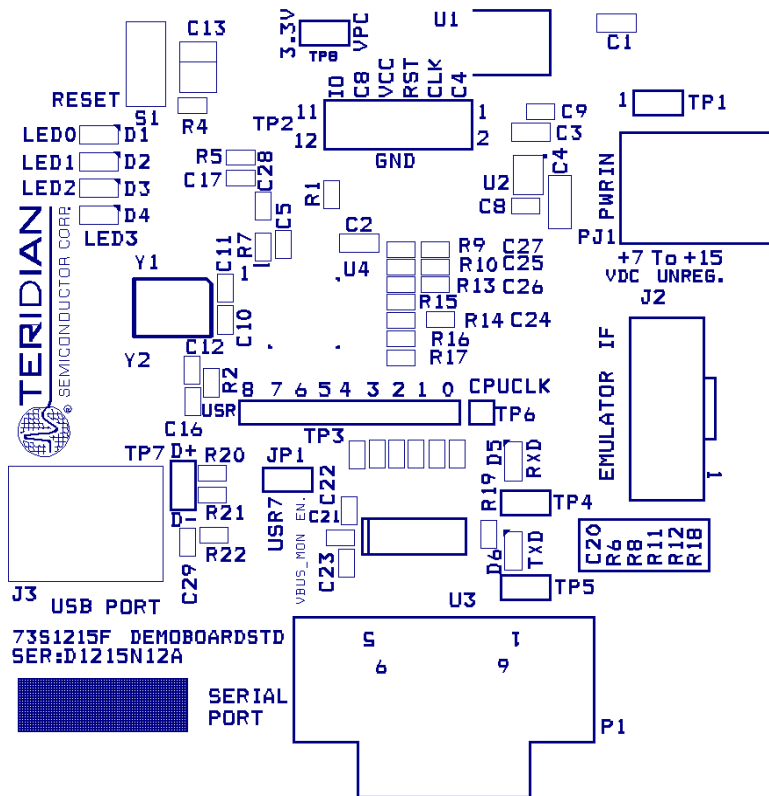 C13
3.3V
VPC
TP8
U1
C1
RESET
S1
R4
IO
C8
VCC
RST
CLK
C4
11
1
TP2
12
2
GND
C9
C3
1
TP1
LED0
D1
LED1
D2
LED2
D3
D4
LED3
R5
C17
C28
R1
U2
C8
C4
PWRIN
PJ1
+7 To +15
VDC UNREG.
TERIDIAN
SEMICONDUCTOR CORP.
®
Y1
C11
1
R7
C5
C2
U4
R9 C27
R10 C25
R13 C26
R15
R14 C24
R16
R17
J2
EMULATOR IF
1
Y2
C10
C12
R2
C16
USR
8 7 6 5 4 3 2 1 0
CPUCLK
TP6
TP3
TP7
D+
D-
R20
R21
R22
C29
JP1
USR7
VBUS_MON EN.
C22
C21
C23
D5
RXD
R19
TP4
D6
TXD
TP5
C20
R6
R8
R11
R12
R18
J3
USB PORT
U3
73S1215F DEMOBOARDSTD
SER:D1215N12A
5
1
9
6
SERIAL
PORT
P1